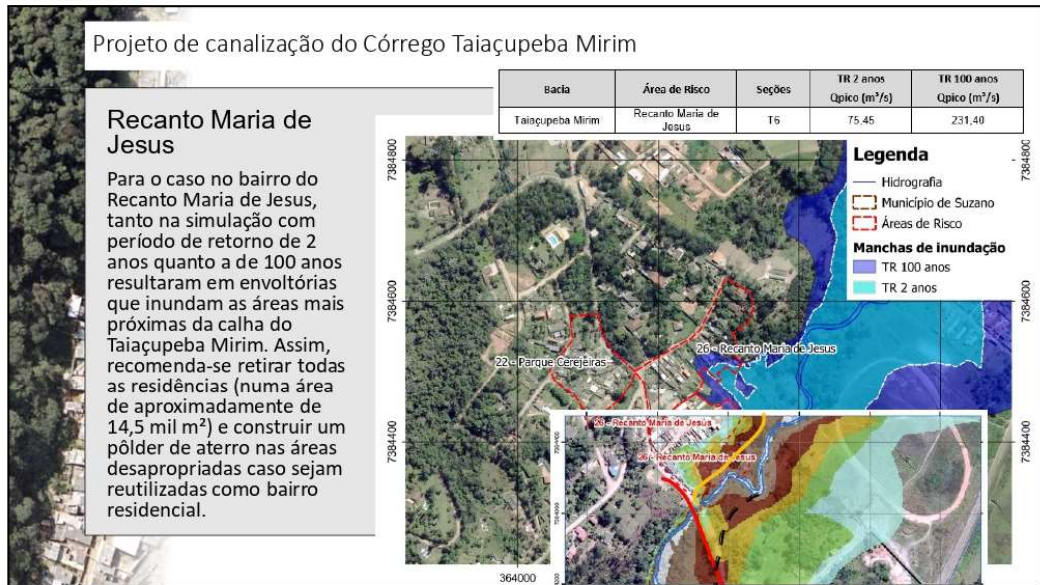 Projeto de canalização do Córrego Taiaçupeba Mirim
Bacia Área de Risco Seções TR 2 anos Qpico (m³/s) TR 100 anos Qpico (m³/s)
Taiaçupeba Mirim Recanto Maria de Jesus T6 75,45 231,40
Recanto Maria de
Jesus
Para o caso no bairro do
Recanto Maria de Jesus,
tanto na simulação com
período de retorno de 2
anos quanto a de 100 anos
resultaram em envoltórias
que inundam as áreas mais
próximas da calha do
Taiaçupeba Mirim. Assim,
recomenda-se retirar todas
as residências (numa área
de aproximadamente de
14,5 mil m²) e construir um
pôlder de aterro nas áreas
desapropriadas caso sejam
reutilizadas como bairro
residencial.
Legenda
Hidrografia
Município de Suzano
Áreas de Risco
Manchas de inundação
TR 100 anos
TR 2 anos
7384800
7384800
7384600
7384600
22 - Parque Cerejeiras
26 - Recanto Maria de Jesus
7384400
7384400
26 - Recanto Maria de Jesus
26 - Recanto Maria de Jesus
364000